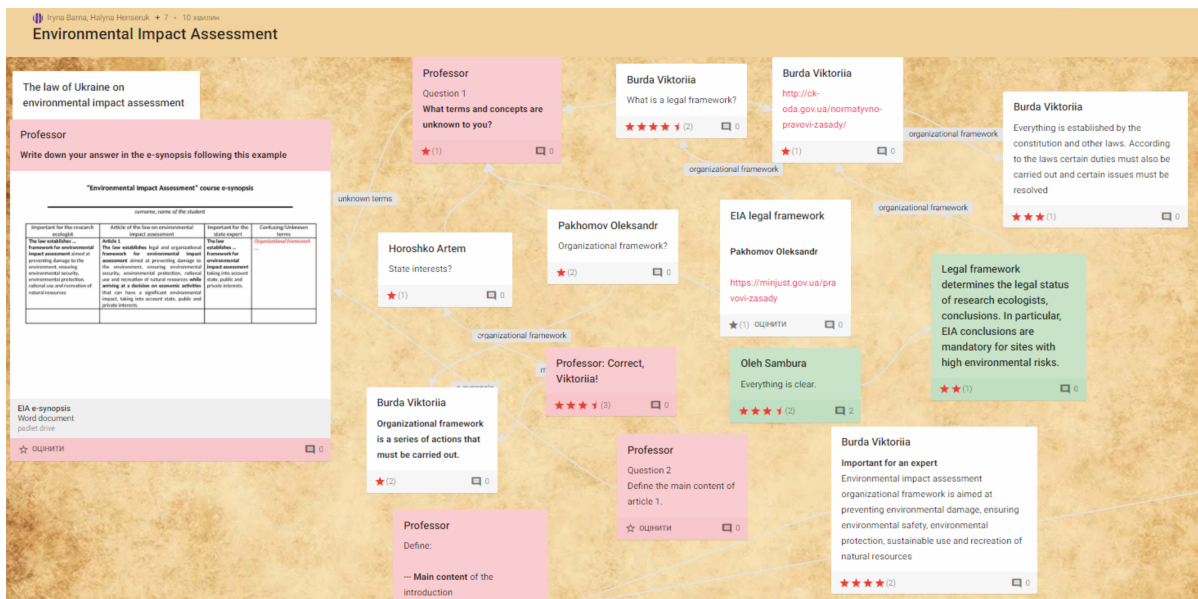 Iryna Barna, Halyna Henseruk + 7 • 10 хвилин
Environmental Impact Assessment
The law of Ukraine on
environmental impact assessment
Professor
Write down your answer in the e-synopsis following this example
"Environmental Impact Assessment" course e-synopsis
surname, name of the student
Important for the research
ecologist
Article of the law on environmental
impact assessment
Important for the
state expert
Confusing/Unknown
terms
The law establishes ...
framework for environmental
impact assessment aimed at
preventing damage to the
environment, ensuring
environmental security,
environmental protection,
rational use and recreation of
natural resources
Article 1
The law establishes legal and organizational
framework for environmental impact
assessment aimed at preventing damage to
the environment, ensuring environmental
security, environmental protection, rational
use and recreation of natural resources while
arriving at a decision on economic activities
that can have a significant environmental
impact, taking into account state, public and
private interests.
The law
establishes ...
framework for
environmental
impact assessment
taking into account
state, public and
private interests.
Organizational framework
...
EIA e-synopsis
Word document
padlet drive
ОЦІНИТИ
0
unknown terms
Professor
Question 1
What terms and concepts are
unknown to you?
(1)
0
Burda Viktoriia
What is a legal framework?
(2)
0
Burda Viktoriia
http://ck-
oda.gov.ua/normatyvno-
pravovi-zasady/
(1)
0
organizational framework
Burda Viktoriia
Everything is established by the
constitution and other laws. According
to the laws certain duties must also be
carried out and certain issues must be
resolved
(1)
0
organizational framework
organizational framework
Horoshko Artem
State interests?
(1)
0
Pakhomov Oleksandr
Organizational framework?
(2)
0
EIA legal framework
Pakhomov Oleksandr
https://minjust.gov.ua/pra
vovi-zasady
(1) ОЦІНИТИ
0
Legal framework
determines the legal status
of research ecologists,
conclusions. In particular,
EIA conclusions are
mandatory for sites with
high environmental risks.
(1)
0
organizational framework
Professor: Correct,
Viktoriia!
(3)
0
Oleh Sambura
Everything is clear.
(2)
2
Burda Viktoriia
Organizational framework
is a series of actions that
must be carried out.
(2)
0
Professor
Question 2
Define the main content of
article 1.
ОЦІНИТИ
0
Burda Viktoriia
Important for an expert
Environmental impact assessment
organizational framework is aimed at
preventing environmental damage, ensuring
environmental safety, environmental
protection, sustainable use and recreation of
natural resources
(2)
0
Professor
Define:
--- Main content of the
introduction